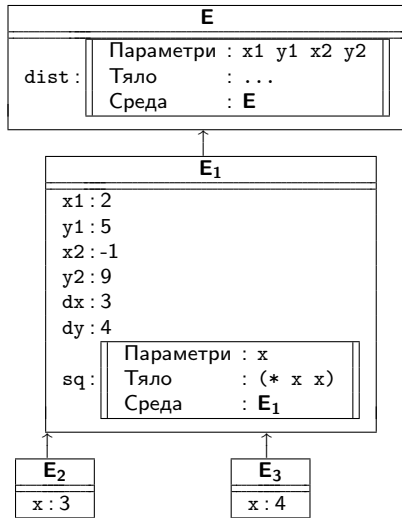 E
Параметри : x1 y1 x2 y2
dist : Тяло : ...
Среда : E
E1
x1 : 2
y1 : 5
x2 : -1
y2 : 9
dx : 3
dy : 4
Параметри : x
sq : Тяло : (* x x)
Среда : E1
E2
x : 3
E3
x : 4